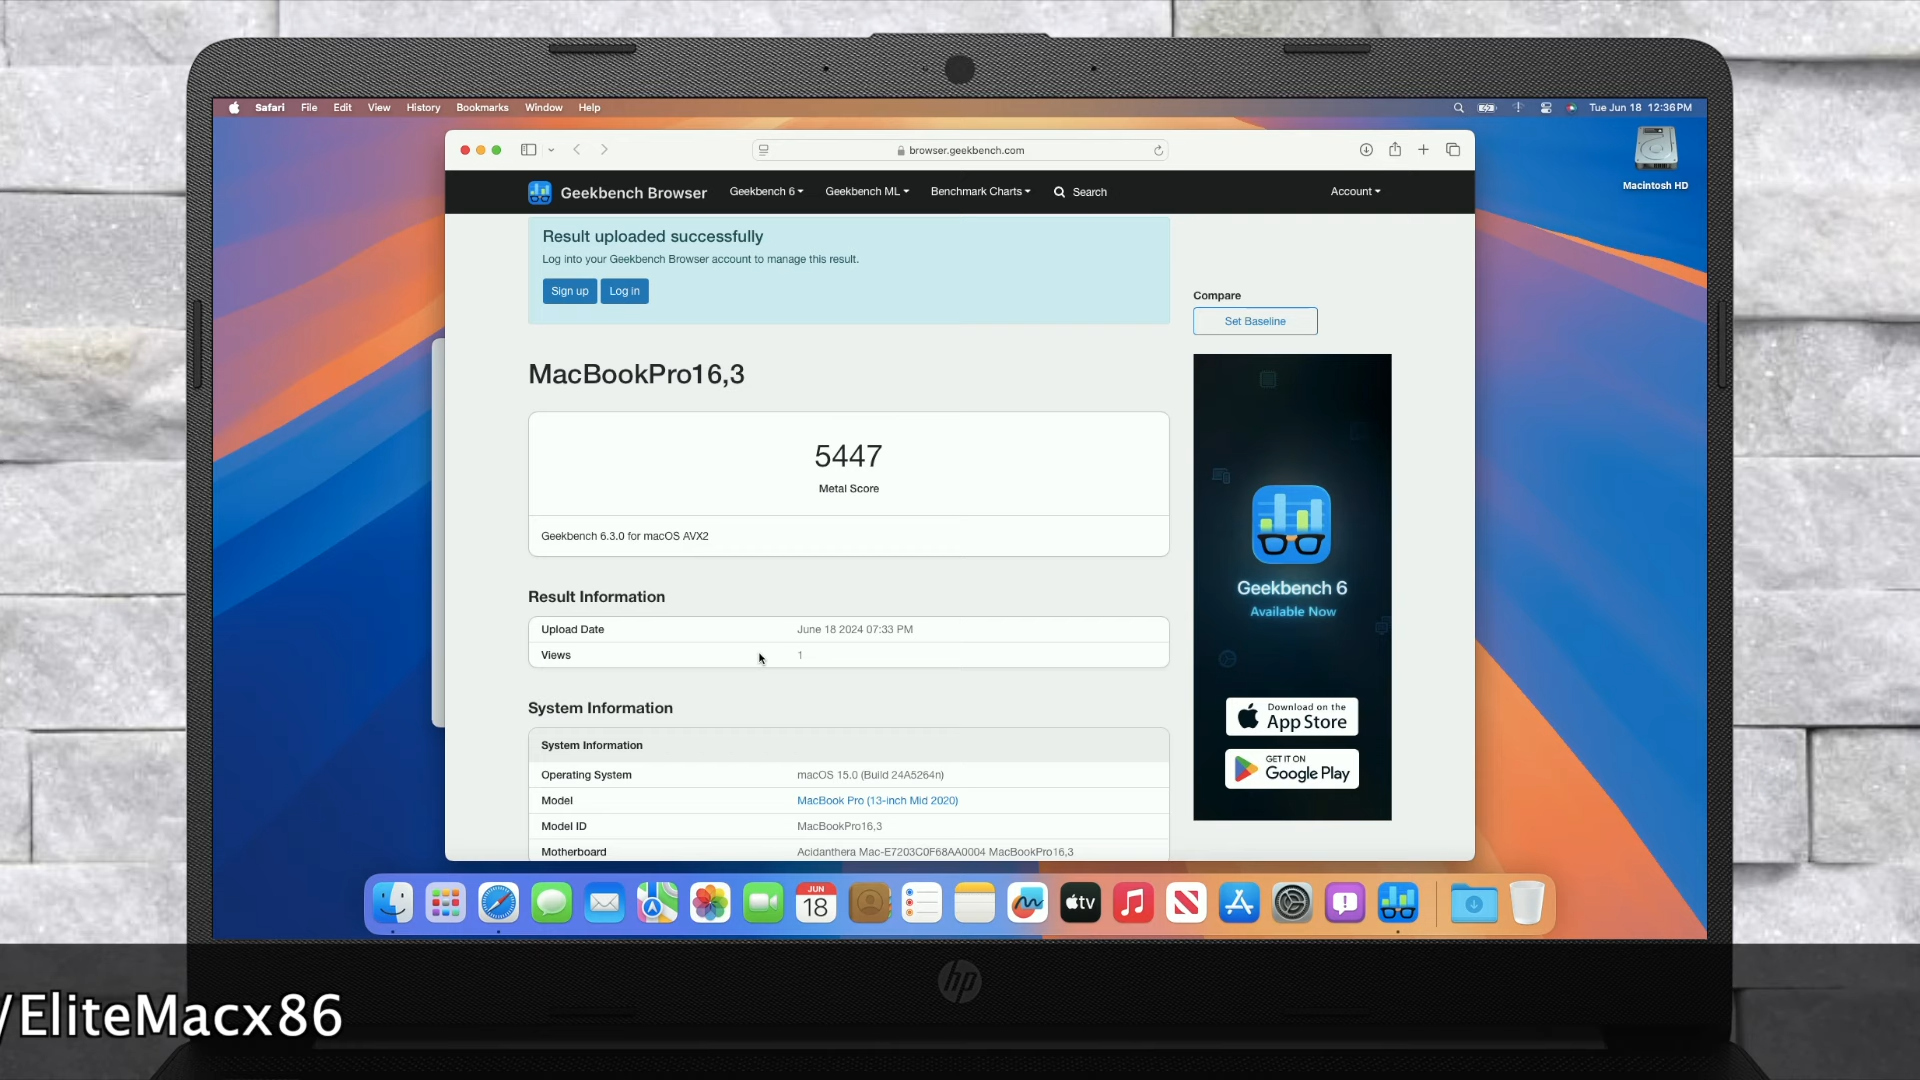 Safari File Edit View History Bookmarks Window Help
Tue Jun 18 12:36PM
Macintosh HD
browser.geekbench.com
Geekbench Browser Geekbench 6 Geekbench ML Benchmark Charts Search Account
Result uploaded successfully
Log into your Geekbench Browser account to manage this result.
Sign up Log in
Compare
Set Baseline
MacBookPro16,3
5447
Metal Score
Geekbench 6.3.0 for macOS AVX2
Result Information
Upload Date June 18 2024 07:33 PM
Views 1
System Information
System Information
Operating System macOS 15.0 (Build 24A5264n)
Model MacBook Pro (13-inch Mid 2020)
Model ID MacBookPro16,3
Motherboard Acidanthera Mac-E7203C0F68AA0004 MacBookPro16,3
Geekbench 6
Available Now
Download on the
App Store
GET IT ON
Google Play
JUN
18
tv
hp
/EliteMacx86